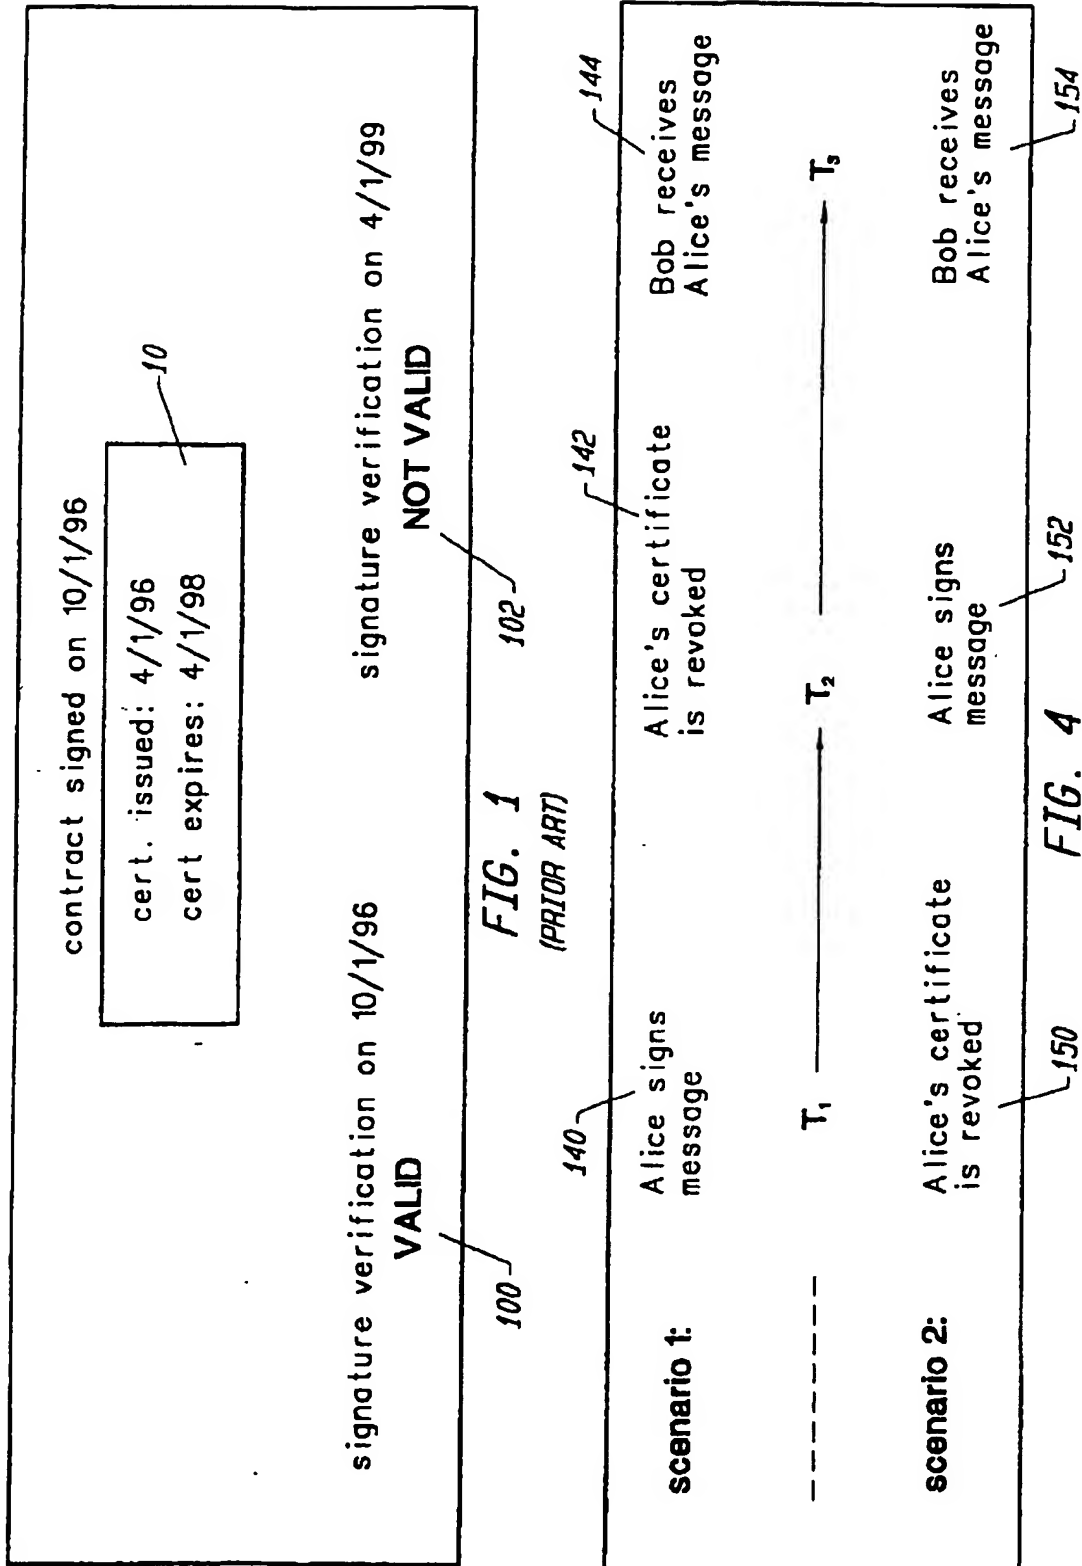 contract signed on 10/1/96
cert. issued: 4/1/96
cert expires: 4/1/98
10
signature verification on 10/1/96
VALID
100
signature verification on 4/1/99
NOT VALID
102
FIG. 1
(PRIOR ART)
140
142
144
scenario 1:
Alice signs
message
Alice's certificate
is revoked
Bob receives
Alice's message
T1
T2
T3
scenario 2:
Alice's certificate
is revoked
Alice signs
message
Bob receives
Alice's message
150
152
154
FIG. 4